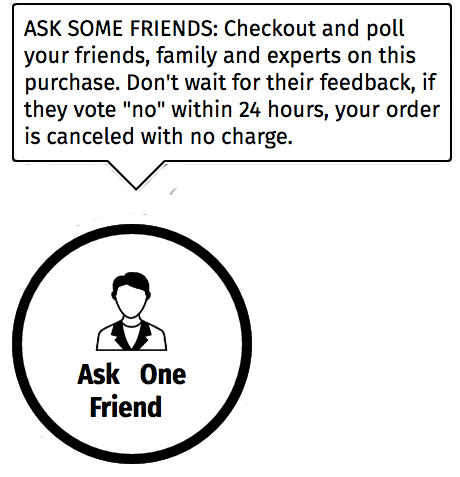 ASK SOME FRIENDS: Checkout and poll
your friends, family and experts on this
purchase. Don't wait for their feedback, if
they vote "no" within 24 hours, your order
is canceled with no charge.
Ask One
Friend